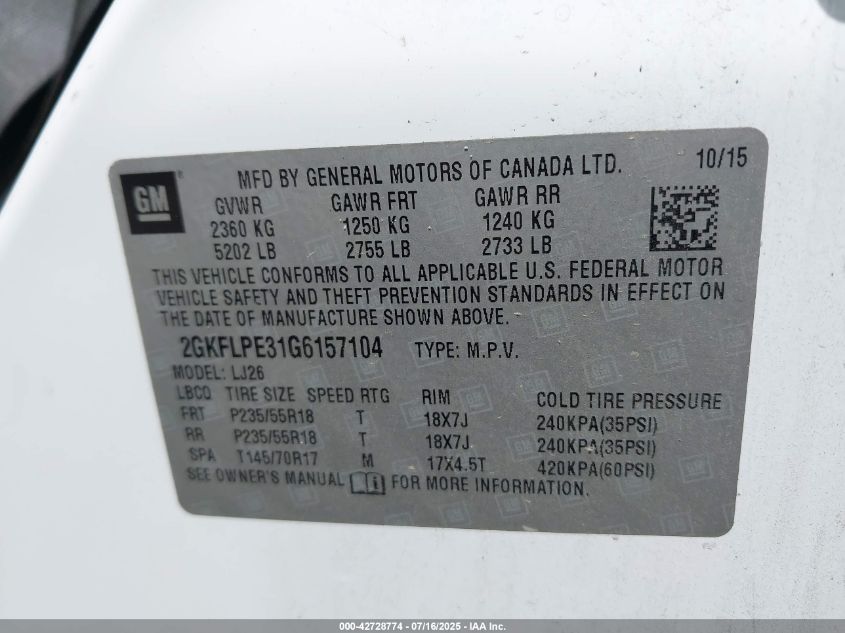 GM
MFD BY GENERAL MOTORS OF CANADA LTD. 10/15
GVWR GAWR FRT GAWR RR
2360 KG 1250 KG 1240 KG
5202 LB 2755 LB 2733 LB
THIS VEHICLE CONFORMS TO ALL APPLICABLE U.S. FEDERAL MOTOR
VEHICLE SAFETY AND THEFT PREVENTION STANDARDS IN EFFECT ON
THE DATE OF MANUFACTURE SHOWN ABOVE.
2GKFLPE31G6157104 TYPE: M.P.V.
MODEL: LJ26
LBCO TIRE SIZE SPEED RTG RIM COLD TIRE PRESSURE
FRT P235/55R18 T 18X7J 240KPA(35PSI)
RR P235/55R18 T 18X7J 240KPA(35PSI)
SPA T145/70R17 M 17X4.5T 420KPA(60PSI)
SEE OWNER'S MANUAL FOR MORE INFORMATION.
000-42728774 - 07/16/2025 - IAA Inc.